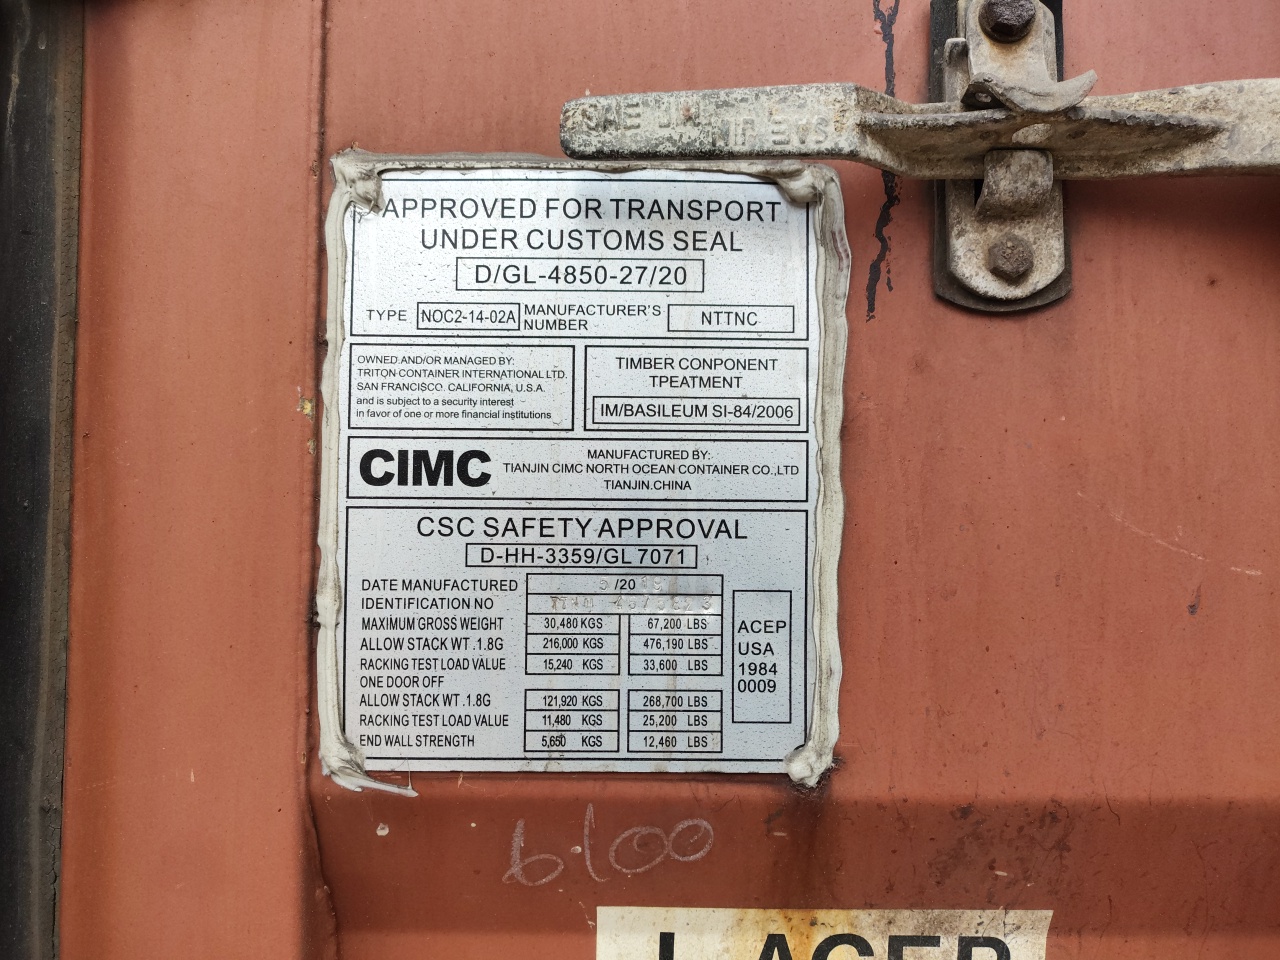 APPROVED FOR TRANSPORT
UNDER CUSTOMS SEAL
D/GL-4850-27/20
TYPE NOC2-14-02A MANUFACTURER'S NUMBER NTTNC
OWNED AND/OR MANAGED BY:
TRITON CONTAINER INTERNATIONAL LTD.
SAN FRANCISCO. CALIFORNIA, U.S.A.
and is subject to a security interest
in favor of one or more financial institutions
TIMBER COMPONENT
TPEATMENT
IM/BASILEUM SI-84/2006
CIMC
MANUFACTURED BY:
TIANJIN CIMC NORTH OCEAN CONTAINER CO.,LTD
TIANJIN.CHINA
CSC SAFETY APPROVAL
D-HH-3359/GL 7071
DATE MANUFACTURED /20
IDENTIFICATION NO
MAXIMUM GROSS WEIGHT 30,480 KGS 67,200 LBS
ALLOW STACK WT .1.8G 216,000 KGS 476,190 LBS
RACKING TEST LOAD VALUE 15,240 KGS 33,600 LBS
ONE DOOR OFF
ALLOW STACK WT .1.8G 121,920 KGS 268,700 LBS
RACKING TEST LOAD VALUE 11,480 KGS 25,200 LBS
END WALL STRENGTH 5,650 KGS 12,460 LBS
ACEP
USA
1984
0009
6100
ACEP